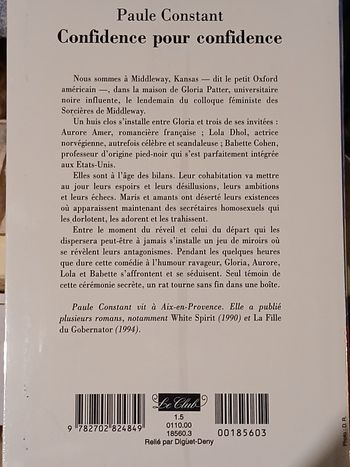 Paule Constant
Confidence pour confidence
Nous sommes à Middleway, Kansas — dit le petit Oxford
américain —, dans la maison de Gloria Patter, universitaire
noire influente, le lendemain du colloque féministe des
Sorcières de Middleway.
Un huis clos s'installe entre Gloria et trois de ses invitées :
Aurore Amer, romancière française ; Lola Dhol, actrice
norvégienne, autrefois célèbre et scandaleuse ; Babette Cohen,
professeur d'origine pied-noir qui s'est parfaitement intégrée
aux Etats-Unis.
Elles sont à l'âge des bilans. Leur cohabitation va mettre
au jour leurs espoirs et leurs désillusions, leurs ambitions
et leurs échecs. Maris et amants ont déserté leurs existences
où apparaissent maintenant des secrétaires homosexuels qui
les dorlotent, les adorent et les trahissent.
Entre le moment du réveil et celui du départ qui les
dispersera peut-être à jamais s'installe un jeu de miroirs où
se révèlent leurs antagonismes. Pendant les quelques heures
que dure cette comédie à l'humour ravageur, Gloria, Aurore,
Lola et Babette s'affrontent et se séduisent. Seul témoin de
cette cérémonie secrète, un rat tourne sans fin dans une boîte.
Paule Constant vit à Aix-en-Provence. Elle a publié
plusieurs romans, notamment White Spirit (1990) et La Fille
du Gobernator (1994).
Le Club
1.5
0110.00
18560.3
9 782702 824849
00185603
Relié par Diguet-Deny
Photo : D. R.